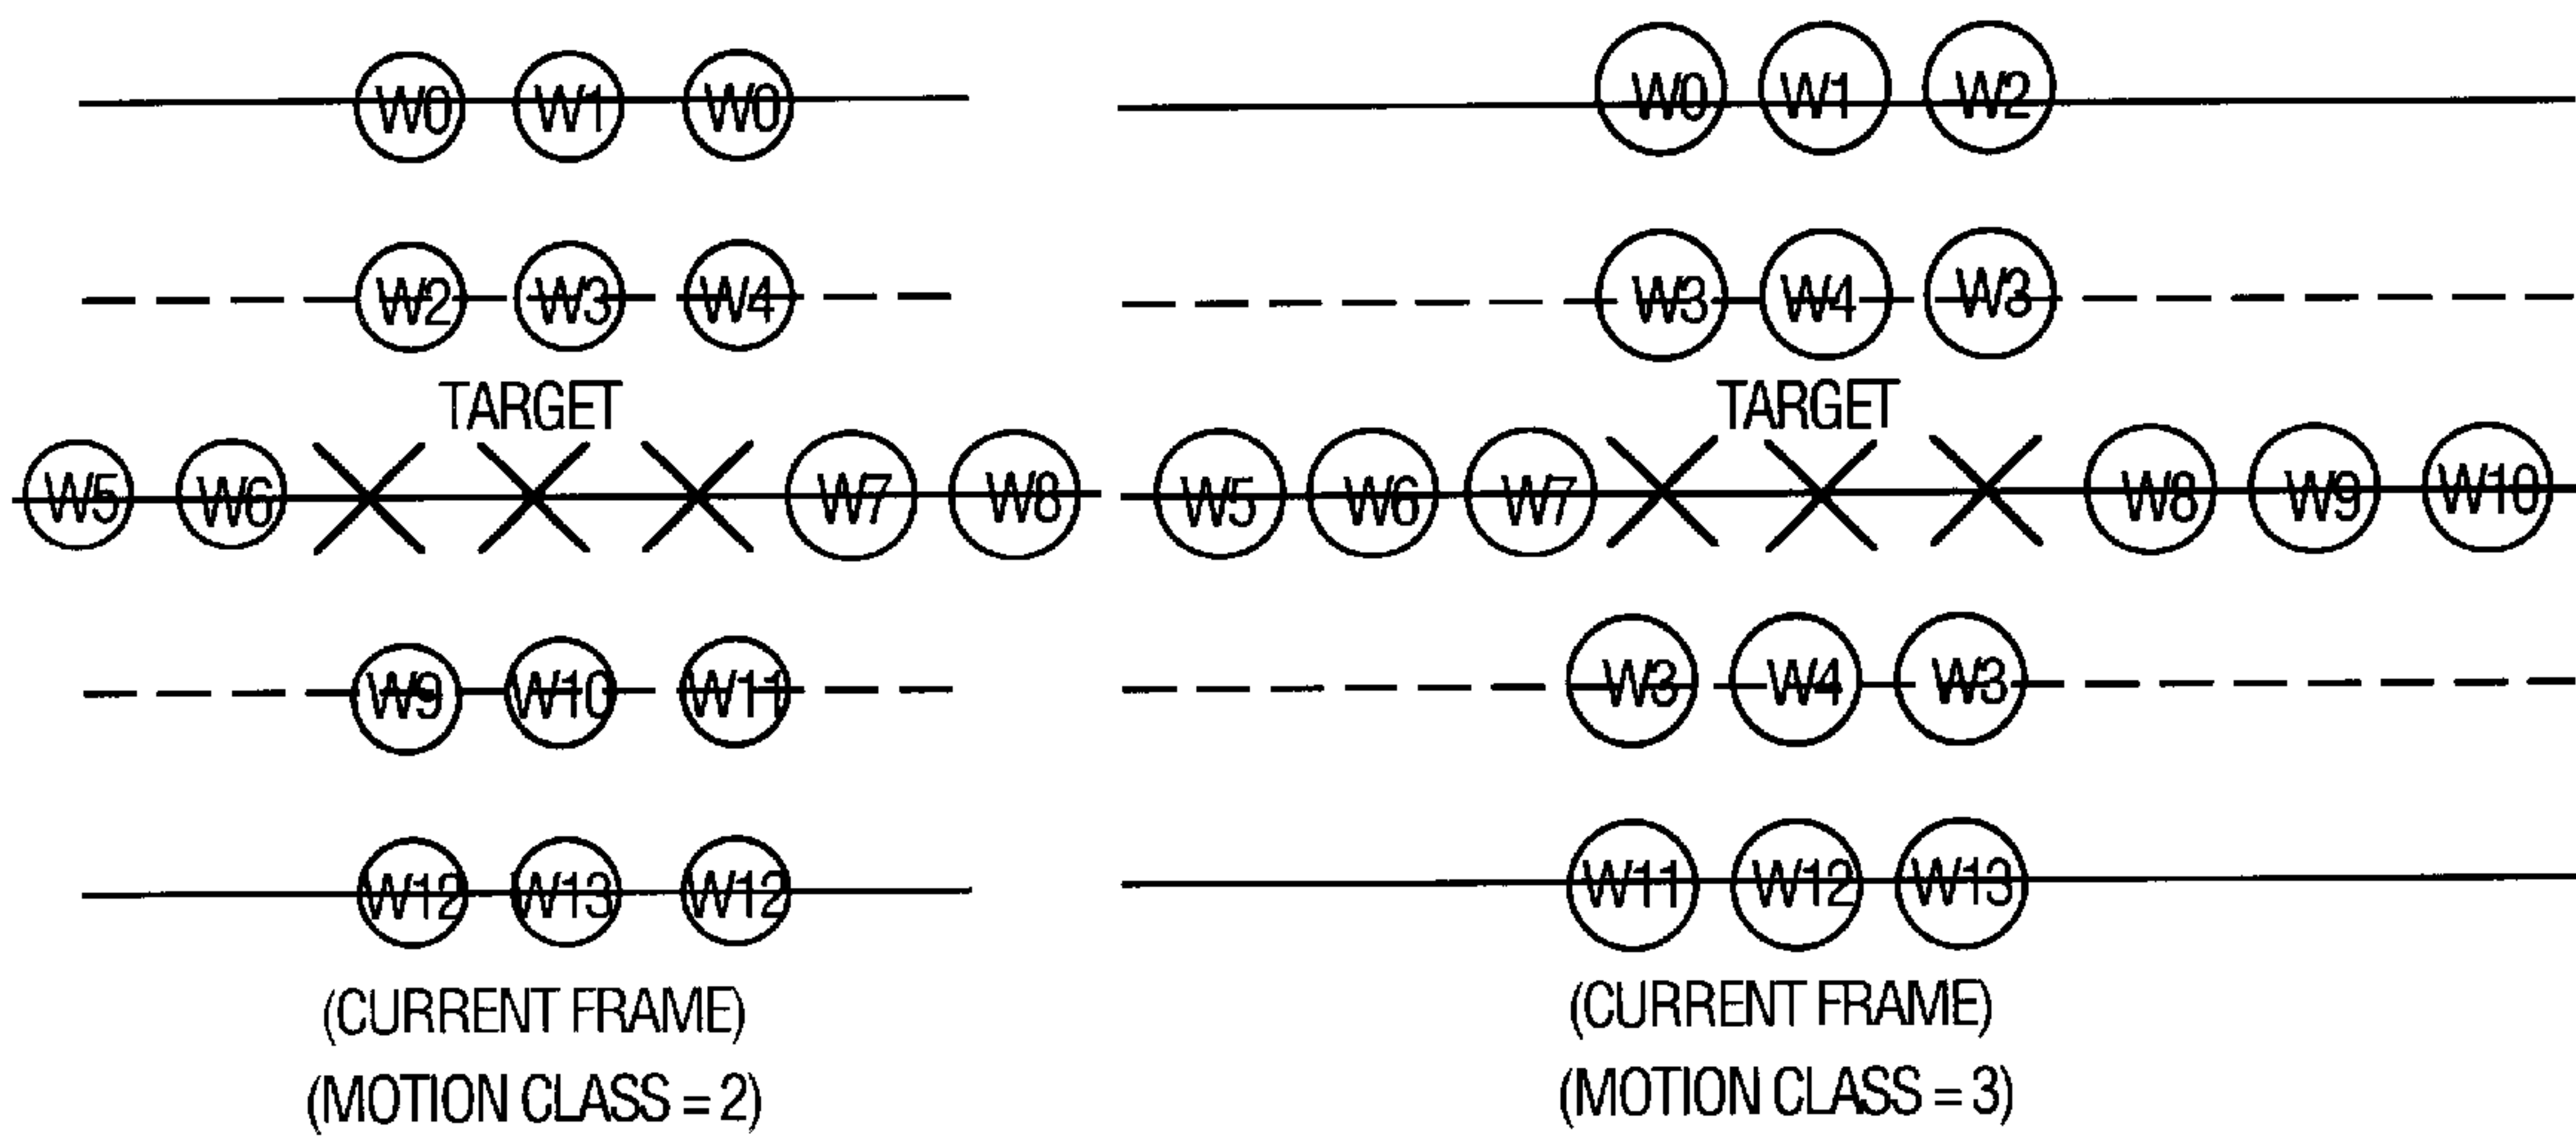 W0 W1 W0
W2 W3 W4
TARGET
W5 W6 W7 W8
W9 W10 W11
W12 W13 W12
(CURRENT FRAME)
(MOTION CLASS = 2)
W0 W1 W2
W3 W4 W3
TARGET
W5 W6 W7 W8 W9 W10
W3 W4 W3
W11 W12 W13
(CURRENT FRAME)
(MOTION CLASS = 3)